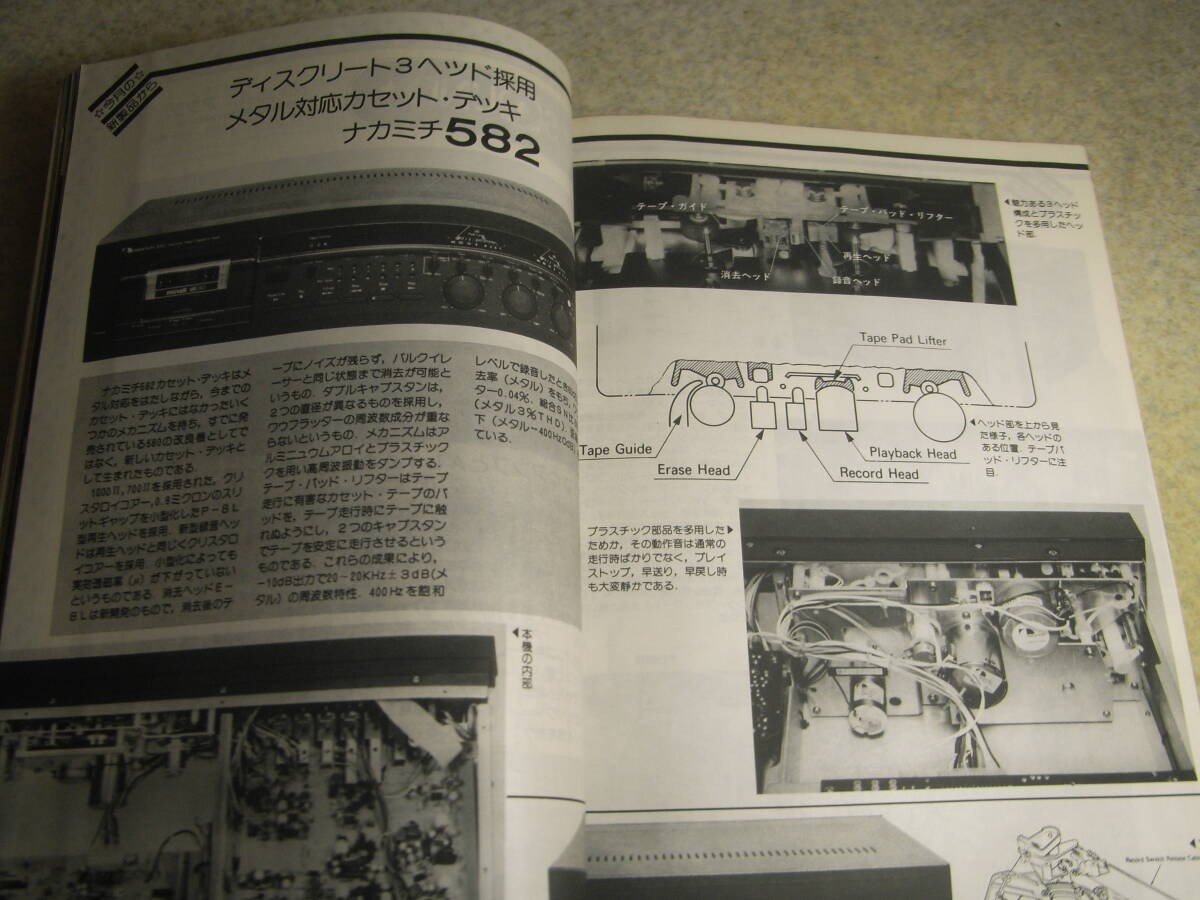 ☆今月の☆
新製品から
ディスクリート3ヘッド採用
メタル対応カセット・デッキ
ナカミチ582
ナカミチ582カセット・デッキはメ
タル対応をはたしながら，今までの
カセット・デッキにはなかったいく
つかのメカニズムを持ち，すでに発
売されている580の改良機としてで
はなく，新しいカセット・デッキと
して生まれたものである．
1000Ⅱ，700Ⅱを採用された，クリ
スタロイコアー，0.9ミクロンのスリ
ットギャップを小型化したP－8L
型再生ヘッドを採用．新型録音ヘッ
ドは再生ヘッドと同じくクリスタロ
イコアーを採用．小型化によっても
実効透磁率（μ）が下がっていない
というものである．消去ヘッドE－
8Lは新開発のもので，消去後のテ
ープにノイズが残らず，バルクイレ
ーサーと同じ状態まで消去が可能と
いうもの．ダブルキャプスタンは，
2つの直径が異なるものを採用し，
ワウフラッターの周波数成分が重な
らないというもの．メカニズムはア
ルミニュウムアロイとプラスチック
クを用い高周波振動をダンプする．
テープ・パッド・リフターはテープ
走行に有害なカセット・テープのパ
ッドを，テープ走行時にテープに触
れぬようにし，2つのキャプスタン
でテープを安定に走行させるという
ものである．これらの成果により，
－10dB出力で20～20KHz±3dB（メ
タル）の周波数特性．400Hzを飽和
レベルで録音したとき
去率（メタル）をもち，
ター0.04%，総合SN比
（メタル3%THD），
下（メタル－400Hz0dB
ている．
◀本機の内部
テープ・ガイド
テープ・パッド・リフター
再生ヘッド
消去ヘッド
録音ヘッド
◀魅力ある3ヘッド
構成とプラスチッ
クを多用したヘッ
ド部．
Tape Pad Lifter
Tape Guide
Erase Head
Playback Head
Record Head
◀ヘッド部を上から見
た様子，各ヘッドの
ある位置．テープパ
ッド・リフターに注
目．
プラスチック部品を多用した▶
ためか，その動作音は通常の
走行時ばかりでなく，プレイ
ストップ，早送り，早戻し時
も大変静かである．
Record Sensor Release Cable